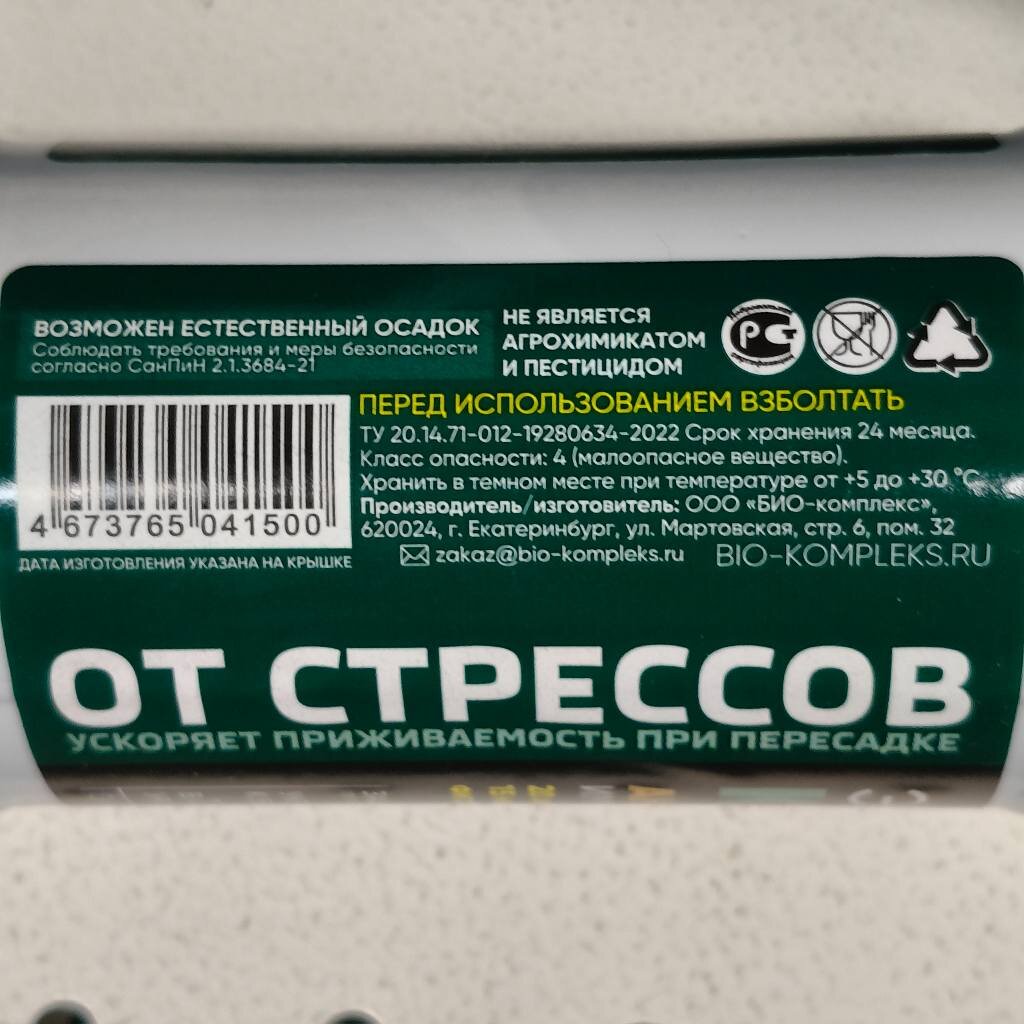 ВОЗМОЖЕН ЕСТЕСТВЕННЫЙ ОСАДОК
Соблюдать требования и меры безопасности
согласно СанПиН 2.1.3684-21
НЕ ЯВЛЯЕТСЯ
АГРОХИМИКАТОМ
И ПЕСТИЦИДОМ
РСТ
4 673765 041500
ДАТА ИЗГОТОВЛЕНИЯ УКАЗАНА НА КРЫШКЕ
ПЕРЕД ИСПОЛЬЗОВАНИЕМ ВЗБОЛТАТЬ
ТУ 20.14.71-012-19280634-2022 Срок хранения 24 месяца.
Класс опасности: 4 (малоопасное вещество).
Хранить в темном месте при температуре от +5 до +30 °C
Производитель/изготовитель: ООО «БИО-комплекс»,
620024, г. Екатеринбург, ул. Мартовская, стр. 6, пом. 32
zakaz@bio-kompleks.ru BIO-KOMPLEKS.RU
ОТ СТРЕССОВ
УСКОРЯЕТ ПРИЖИВАЕМОСТЬ ПРИ ПЕРЕСАДКЕ